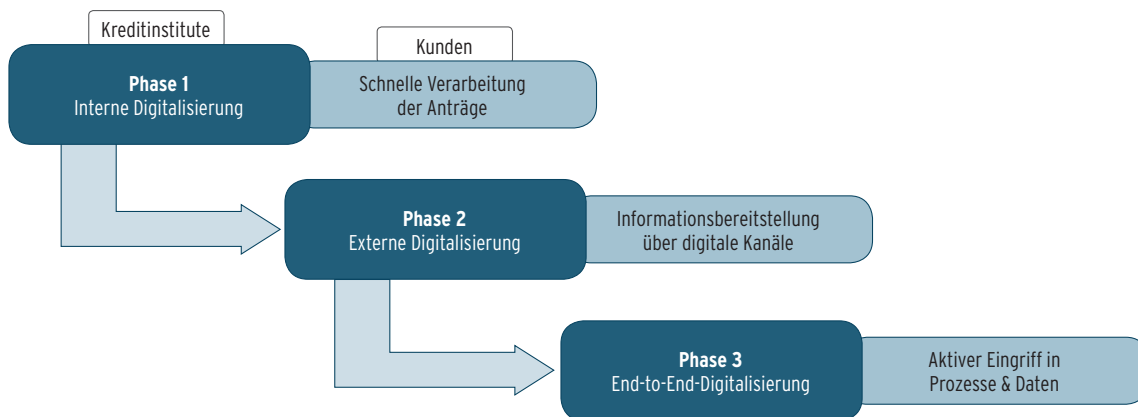 Kreditinstitute
Kunden
Phase 1
Interne Digitalisierung
Schnelle Verarbeitung
der Anträge
Phase 2
Externe Digitalisierung
Informationsbereitstellung
über digitale Kanäle
Phase 3
End-to-End-Digitalisierung
Aktiver Eingriff in
Prozesse & Daten